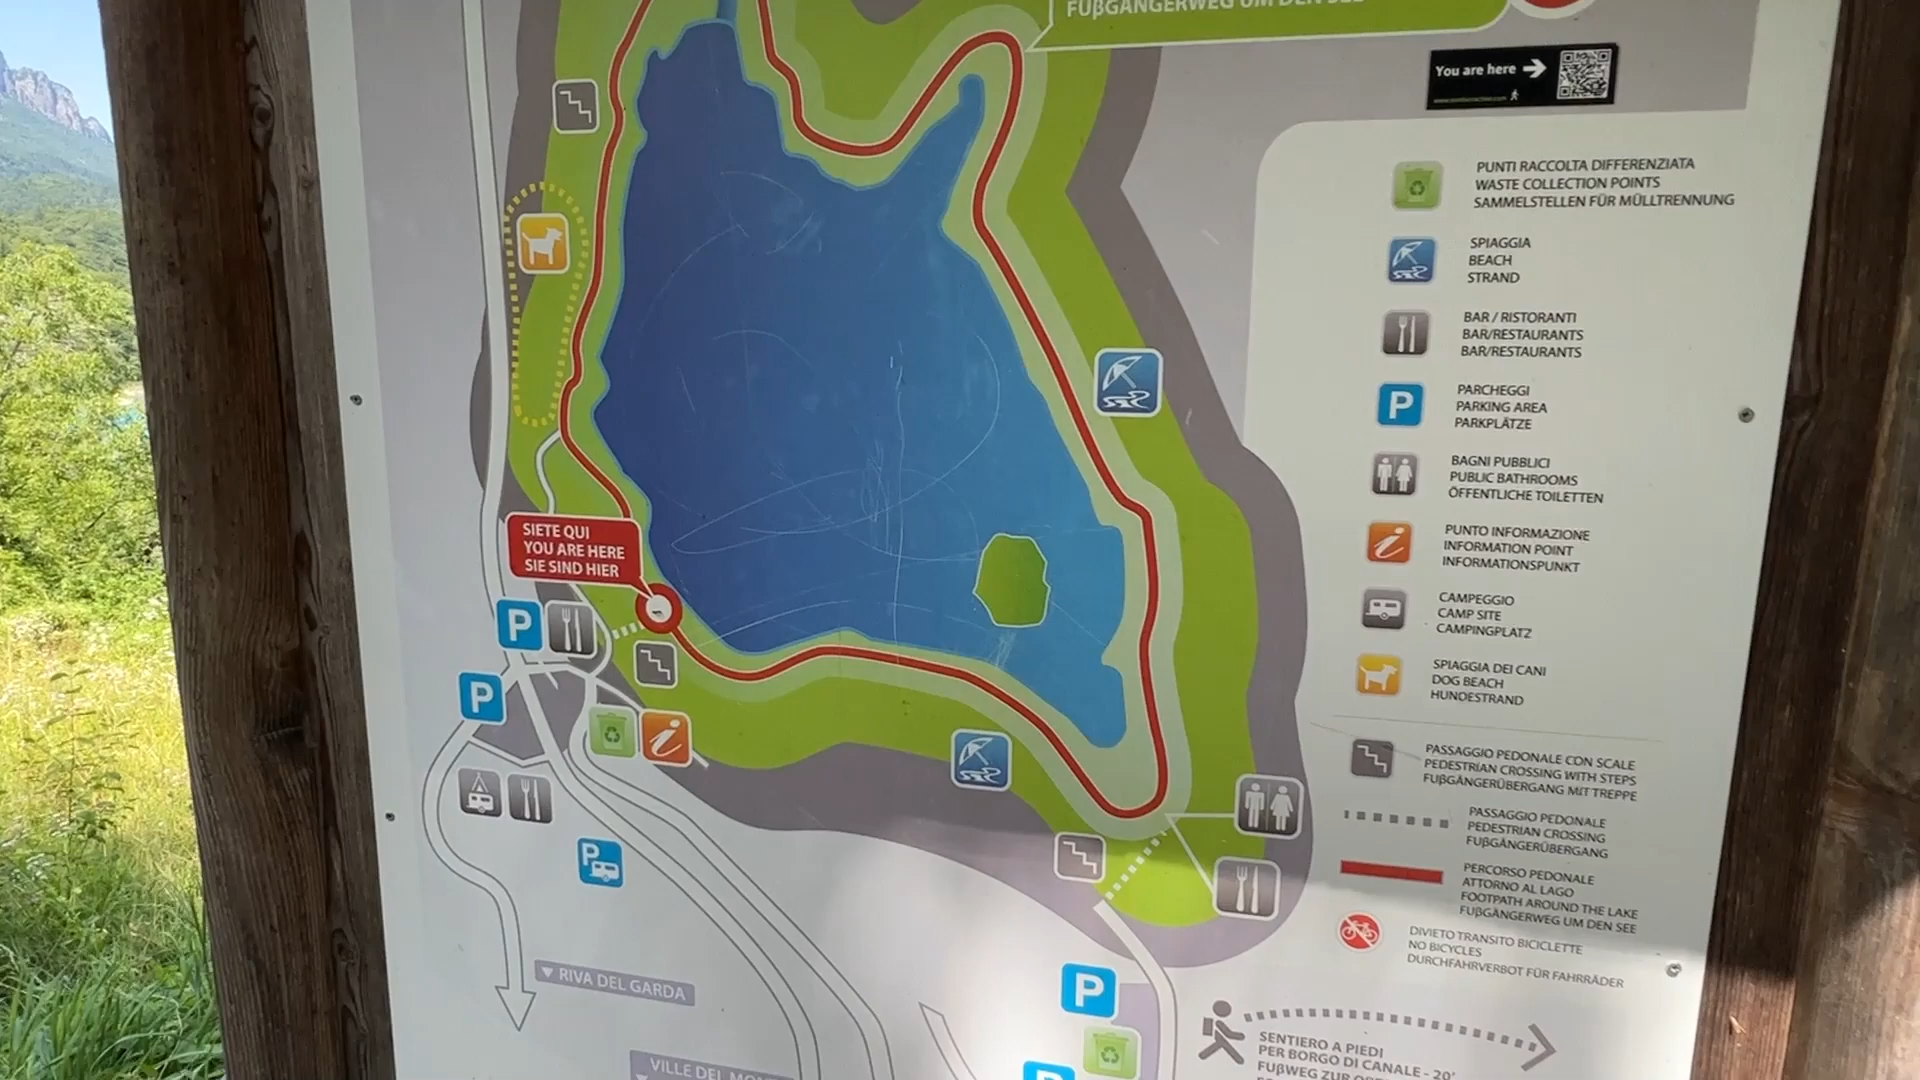 FUßGÄNGERWEG UM DEN SEE
You are here
PUNTI RACCOLTA DIFFERENZIATA
WASTE COLLECTION POINTS
SAMMELSTELLEN FÜR MÜLLTRENNUNG
SPIAGGIA
BEACH
STRAND
BAR / RISTORANTI
BAR/RESTAURANTS
BAR/RESTAURANTS
P
PARCHEGGI
PARKING AREA
PARKPLÄTZE
BAGNI PUBBLICI
PUBLIC BATHROOMS
ÖFFENTLICHE TOILETTEN
i
PUNTO INFORMAZIONE
INFORMATION POINT
INFORMATIONSPUNKT
CAMPEGGIO
CAMP SITE
CAMPINGPLATZ
SPIAGGIA DEI CANI
DOG BEACH
HUNDESTRAND
PASSAGGIO PEDONALE CON SCALE
PEDESTRIAN CROSSING WITH STEPS
FUßGÄNGERÜBERGANG MIT TREPPE
PASSAGGIO PEDONALE
PEDESTRIAN CROSSING
FUßGÄNGERÜBERGANG
PERCORSO PEDONALE
ATTORNO AL LAGO
FOOTPATH AROUND THE LAKE
FUßGÄNGERWEG UM DEN SEE
DIVIETO TRANSITO BICICLETTE
NO BICYCLES
DURCHFAHRVERBOT FÜR FAHRRÄDER
SENTIERO A PIEDI
PER BORGO DI CANALE - 20'
FUßWEG ZUR
SIETE QUI
YOU ARE HERE
SIE SIND HIER
P
P
i
P
RIVA DEL GARDA
VILLE DEL
P
P